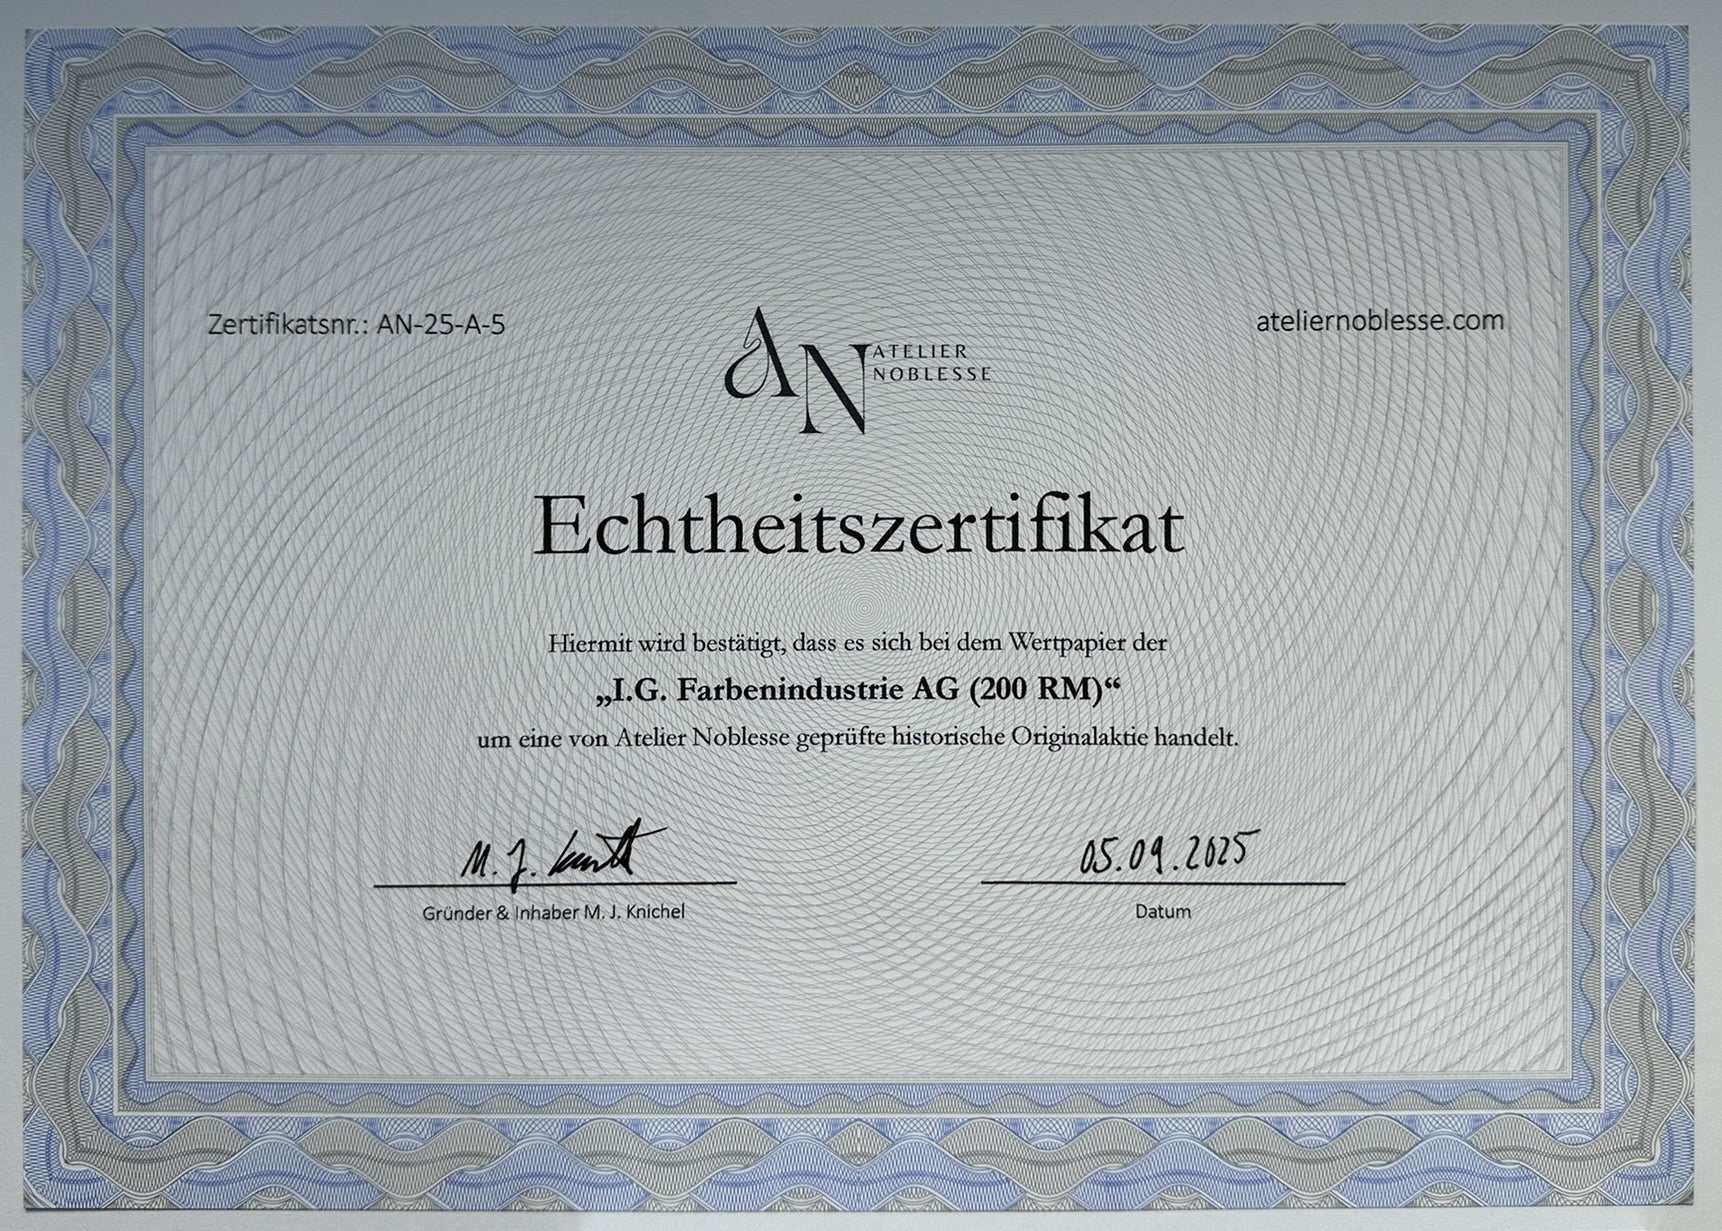 Zertifikatsnr.: AN-25-A-5
ateliernoblesse.com
AN
ATELIER
NOBLESSE
Echtheitszertifikat
Hiermit wird bestätigt, dass es sich bei dem Wertpapier der
„I.G. Farbenindustrie AG (200 RM)“
um eine von Atelier Noblesse geprüfte historische Originalaktie handelt.
M. J.
05.09.2025
Gründer & Inhaber M. J. Knichel
Datum